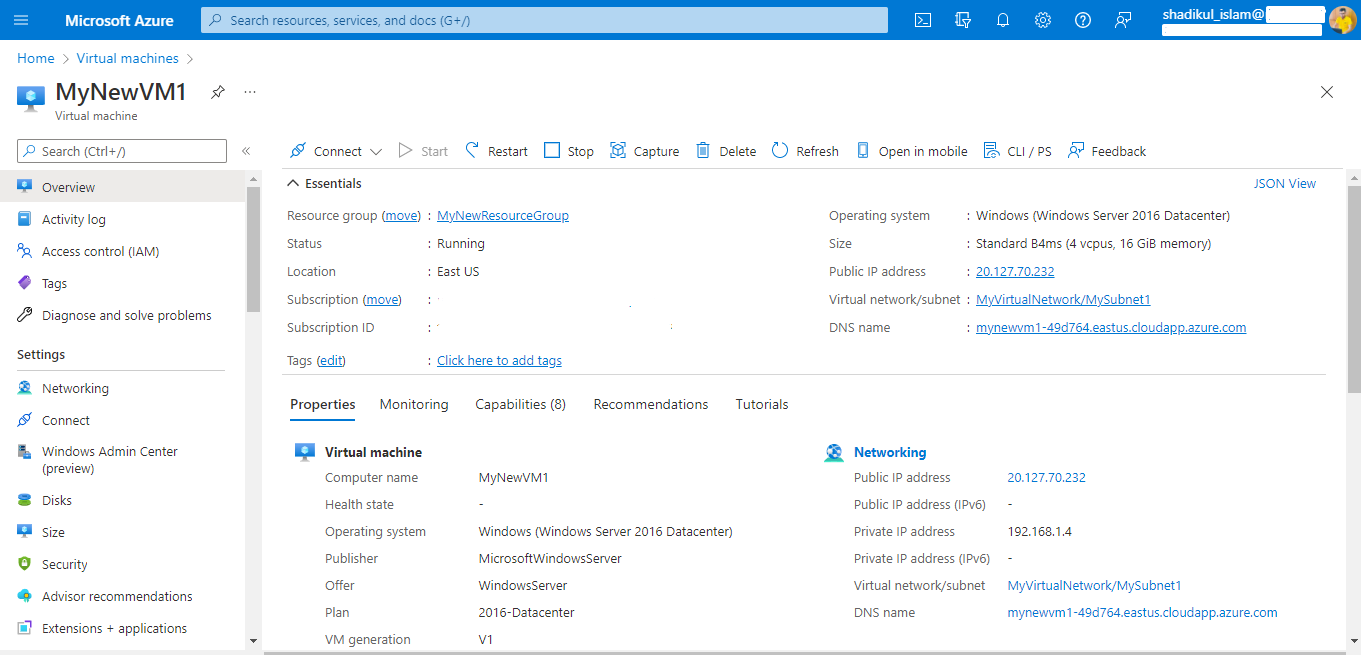 Microsoft Azure
Search resources, services, and docs (G+/)
shadikul_islam@
Home > Virtual machines >
MyNewVM1
...
Virtual machine
Search (Ctrl+/)
«
Connect
Start
Restart
Stop
Capture
Delete
Refresh
Open in mobile
CLI / PS
Feedback
Overview
Activity log
Access control (IAM)
Tags
Diagnose and solve problems
Settings
Networking
Connect
Windows Admin Center
(preview)
Disks
Size
Security
Advisor recommendations
Extensions + applications
Essentials
JSON View
Resource group (move) : MyNewResourceGroup
Status : Running
Location : East US
Subscription (move) :
Subscription ID :
Tags (edit) : Click here to add tags
Operating system : Windows (Windows Server 2016 Datacenter)
Size : Standard B4ms (4 vcpus, 16 GiB memory)
Public IP address : 20.127.70.232
Virtual network/subnet : MyVirtualNetwork/MySubnet1
DNS name : mynewvm1-49d764.eastus.cloudapp.azure.com
Properties
Monitoring
Capabilities (8)
Recommendations
Tutorials
Virtual machine
Computer name MyNewVM1
Health state -
Operating system Windows (Windows Server 2016 Datacenter)
Publisher MicrosoftWindowsServer
Offer WindowsServer
Plan 2016-Datacenter
VM generation V1
Networking
Public IP address 20.127.70.232
Public IP address (IPv6) -
Private IP address 192.168.1.4
Private IP address (IPv6) -
Virtual network/subnet MyVirtualNetwork/MySubnet1
DNS name mynewvm1-49d764.eastus.cloudapp.azure.com